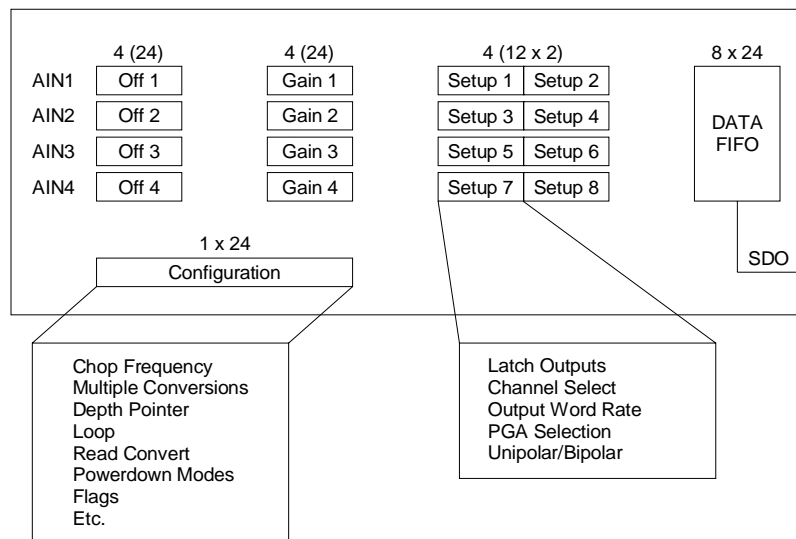 4 (24) 4 (24) 4 (12 x 2) 8 x 24
AIN1 Off 1 Gain 1 Setup 1 Setup 2
AIN2 Off 2 Gain 2 Setup 3 Setup 4
AIN3 Off 3 Gain 3 Setup 5 Setup 6
AIN4 Off 4 Gain 4 Setup 7 Setup 8
DATA
FIFO
SDO
1 x 24
Configuration
Chop Frequency
Multiple Conversions
Depth Pointer
Loop
Read Convert
Powerdown Modes
Flags
Etc.
Latch Outputs
Channel Select
Output Word Rate
PGA Selection
Unipolar/Bipolar